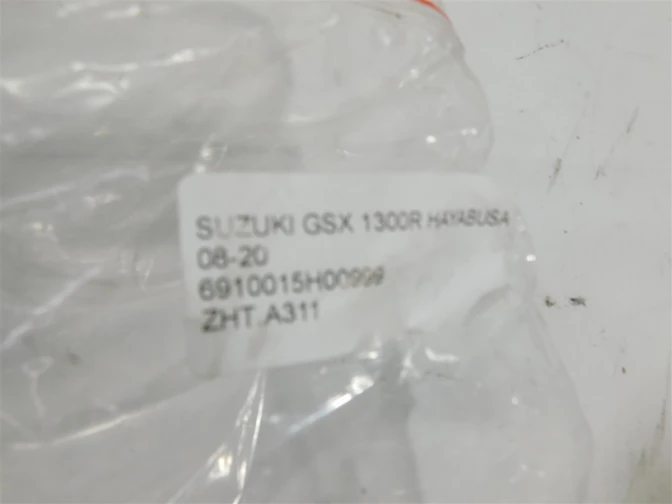 SUZUKI GSX 1300R HAYABUSA
08-20
6910015H00999
ZHT.A311